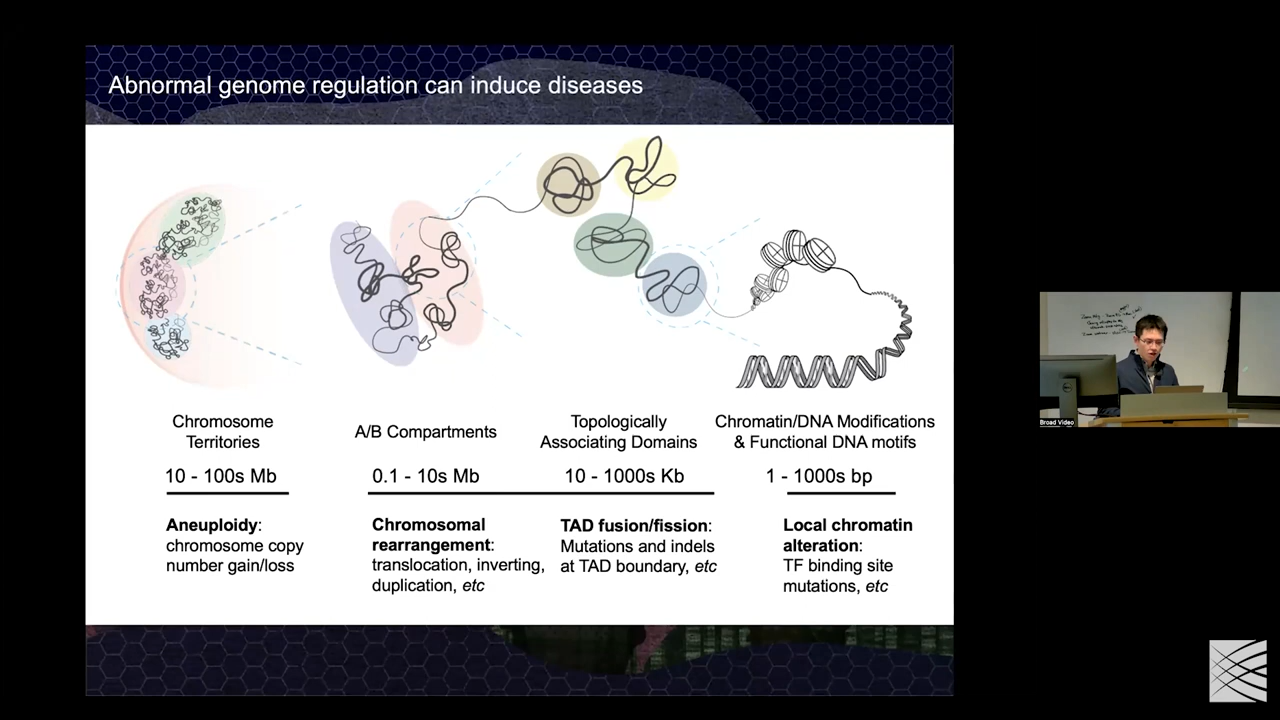 Abnormal genome regulation can induce diseases
Chromosome
Territories
A/B Compartments
Topologically
Associating Domains
Chromatin/DNA Modifications
& Functional DNA motifs
10 - 100s Mb
0.1 - 10s Mb
10 - 1000s Kb
1 - 1000s bp
Aneuploidy:
chromosome copy
number gain/loss
Chromosomal
rearrangement:
translocation, inverting,
duplication, etc
TAD fusion/fission:
Mutations and indels
at TAD boundary, etc
Local chromatin
alteration:
TF binding site
mutations, etc
Broad Video